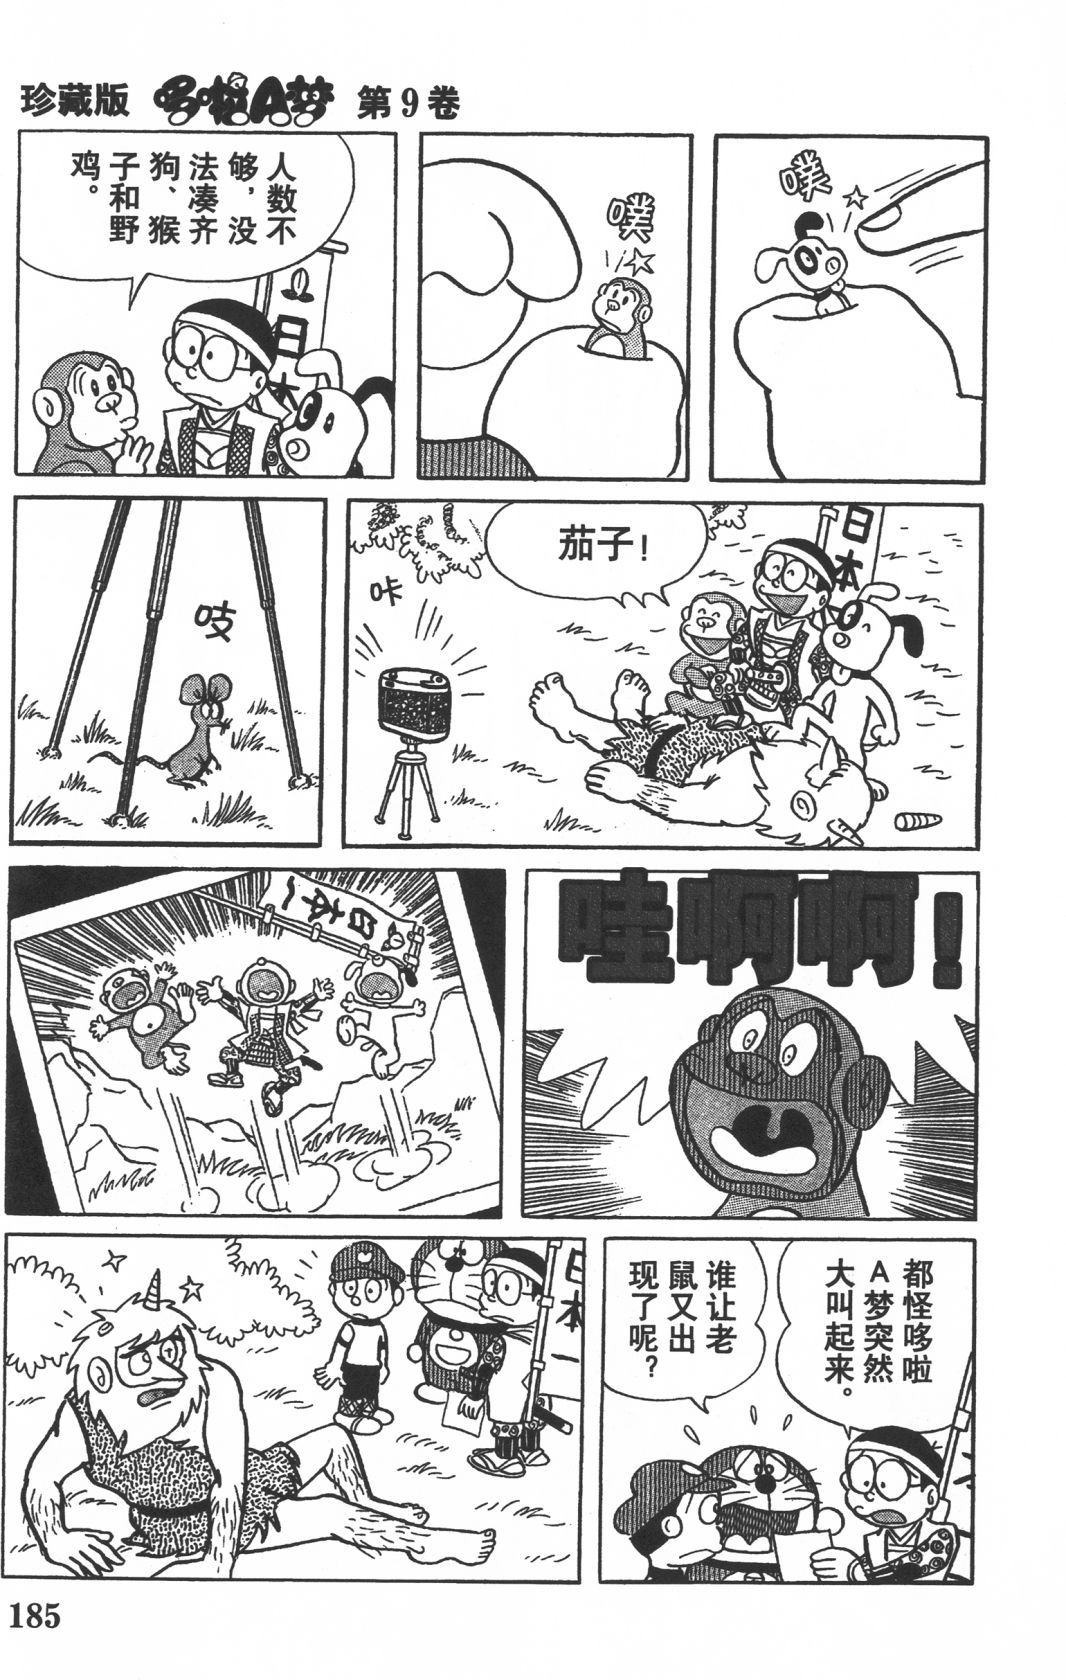 珍藏版 哆啦A梦 第9卷
噗
噗
人数不
够，没
法凑齐
狗、猴
子和野
鸡。
日本
茄子！
咔
日本
吱
哇啊啊！
日本一
都怪哆啦
A梦突然
大叫起来。
谁让老
鼠又出
现了呢？
日本一
185